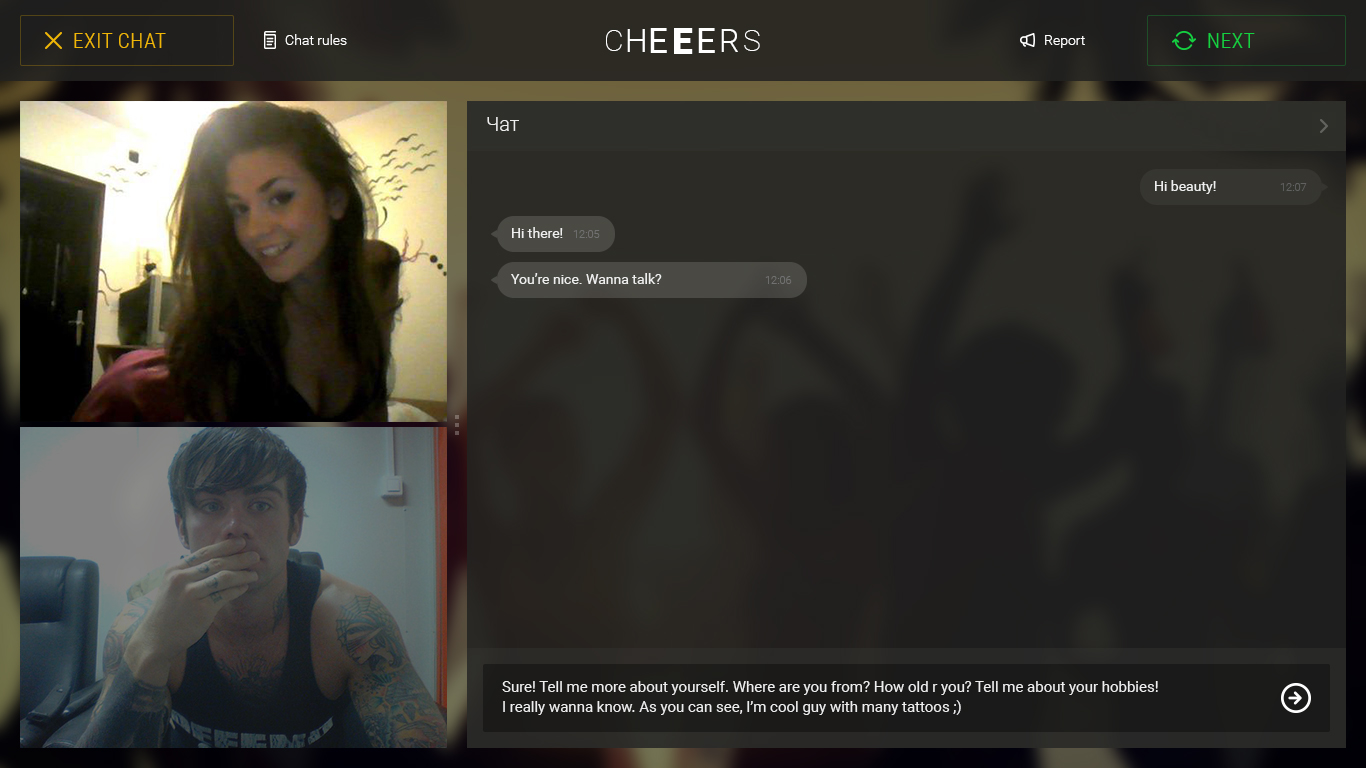 EXIT CHAT
Chat rules
CHEEERS
Report
NEXT
Чат
Hi beauty! 12:07
Hi there! 12:05
You’re nice. Wanna talk? 12:06
Sure! Tell me more about yourself. Where are you from? How old r you? Tell me about your hobbies!
I really wanna know. As you can see, I’m cool guy with many tattoos ;)